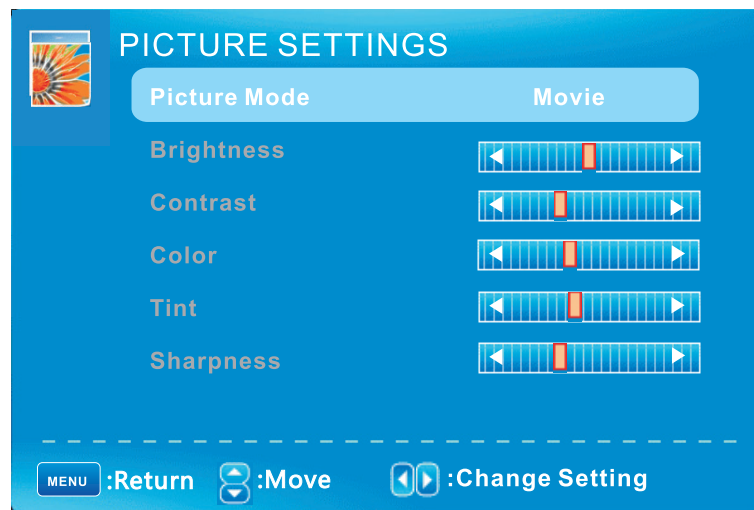 PICTURE SETTINGS
Picture Mode Movie
Brightness
Contrast
Color
Tint
Sharpness
MENU :Return :Move :Change Setting